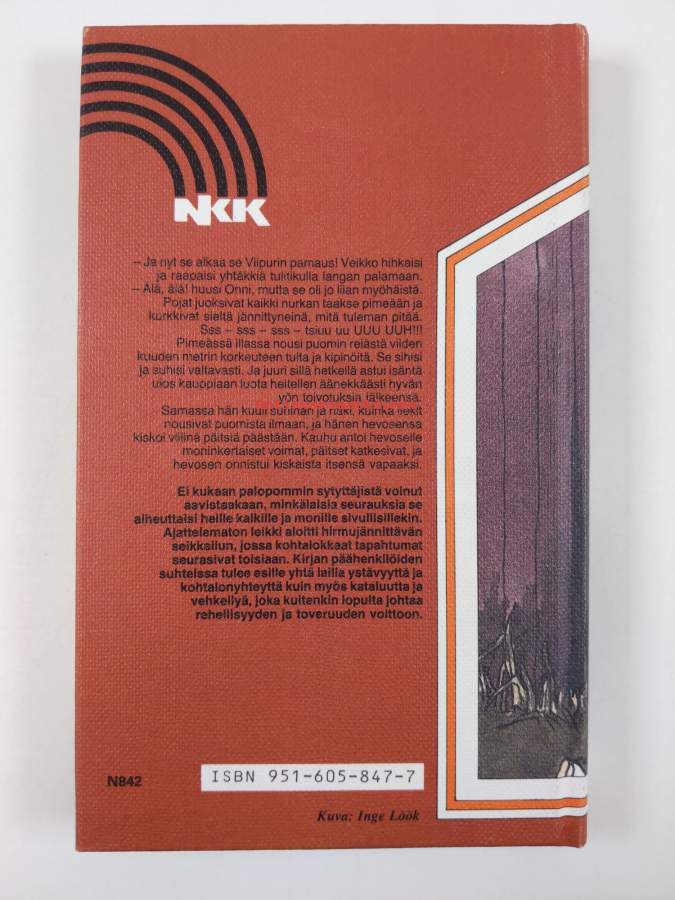 NKK
– Ja nyt se alkaa se Viipurin pamaus! Veikko hihkaisi
ja raapaisi yhtäkkiä tulitikulla langan palamaan.
– Älä, älä! huusi Onni, mutta se oli jo liian myöhäistä.
Pojat juoksivat kaikki nurkan taakse pimeään ja
kurkkivat sieltä jännittyneinä, mitä tuleman pitää.
Sss – sss – sss – tsiuu uu UUU UUH!!!
Pimeässä illassa nousi puomin reiästä viiden
kuuden metrin korkeuteen tulta ja kipinöitä. Se sihisi
ja suhisi valtavasti. Ja juuri sillä hetkellä astui isäntä
ulos kauppiaan luota heitellen äänekkäästi hyvän
yön toivotuksia jälkeensä.
Samassa hän kuuli suhinan ja näki, kuinka liekit
nousivat puomista ilmaan, ja hänen hevosensa
kiskoi villinä päitsiä päästään. Kauhu antoi hevoselle
moninkertaiset voimat, päitset katkesivat, ja
hevosen onnistui kiskaista itsensä vapaaksi.
Ei kukaan palopommin sytyttäjistä voinut
aavistaakaan, minkälaisia seurauksia se
aiheuttaisi heille kaikille ja monille sivullisillekin.
Ajattelematon leikki aloitti hirmujännittävän
seikkailun, jossa kohtalokkaat tapahtumat
seurasivat toisiaan. Kirjan päähenkilöiden
suhteissa tulee esille yhtä lailla ystävyyttä ja
kohtalonyhteyttä kuin myös kataluutta ja
vehkeilyä, joka kuitenkin lopulta johtaa
rehellisyyden ja toveruuden voittoon.
N842
ISBN 951-605-847-7
Kuva: Inge Löök